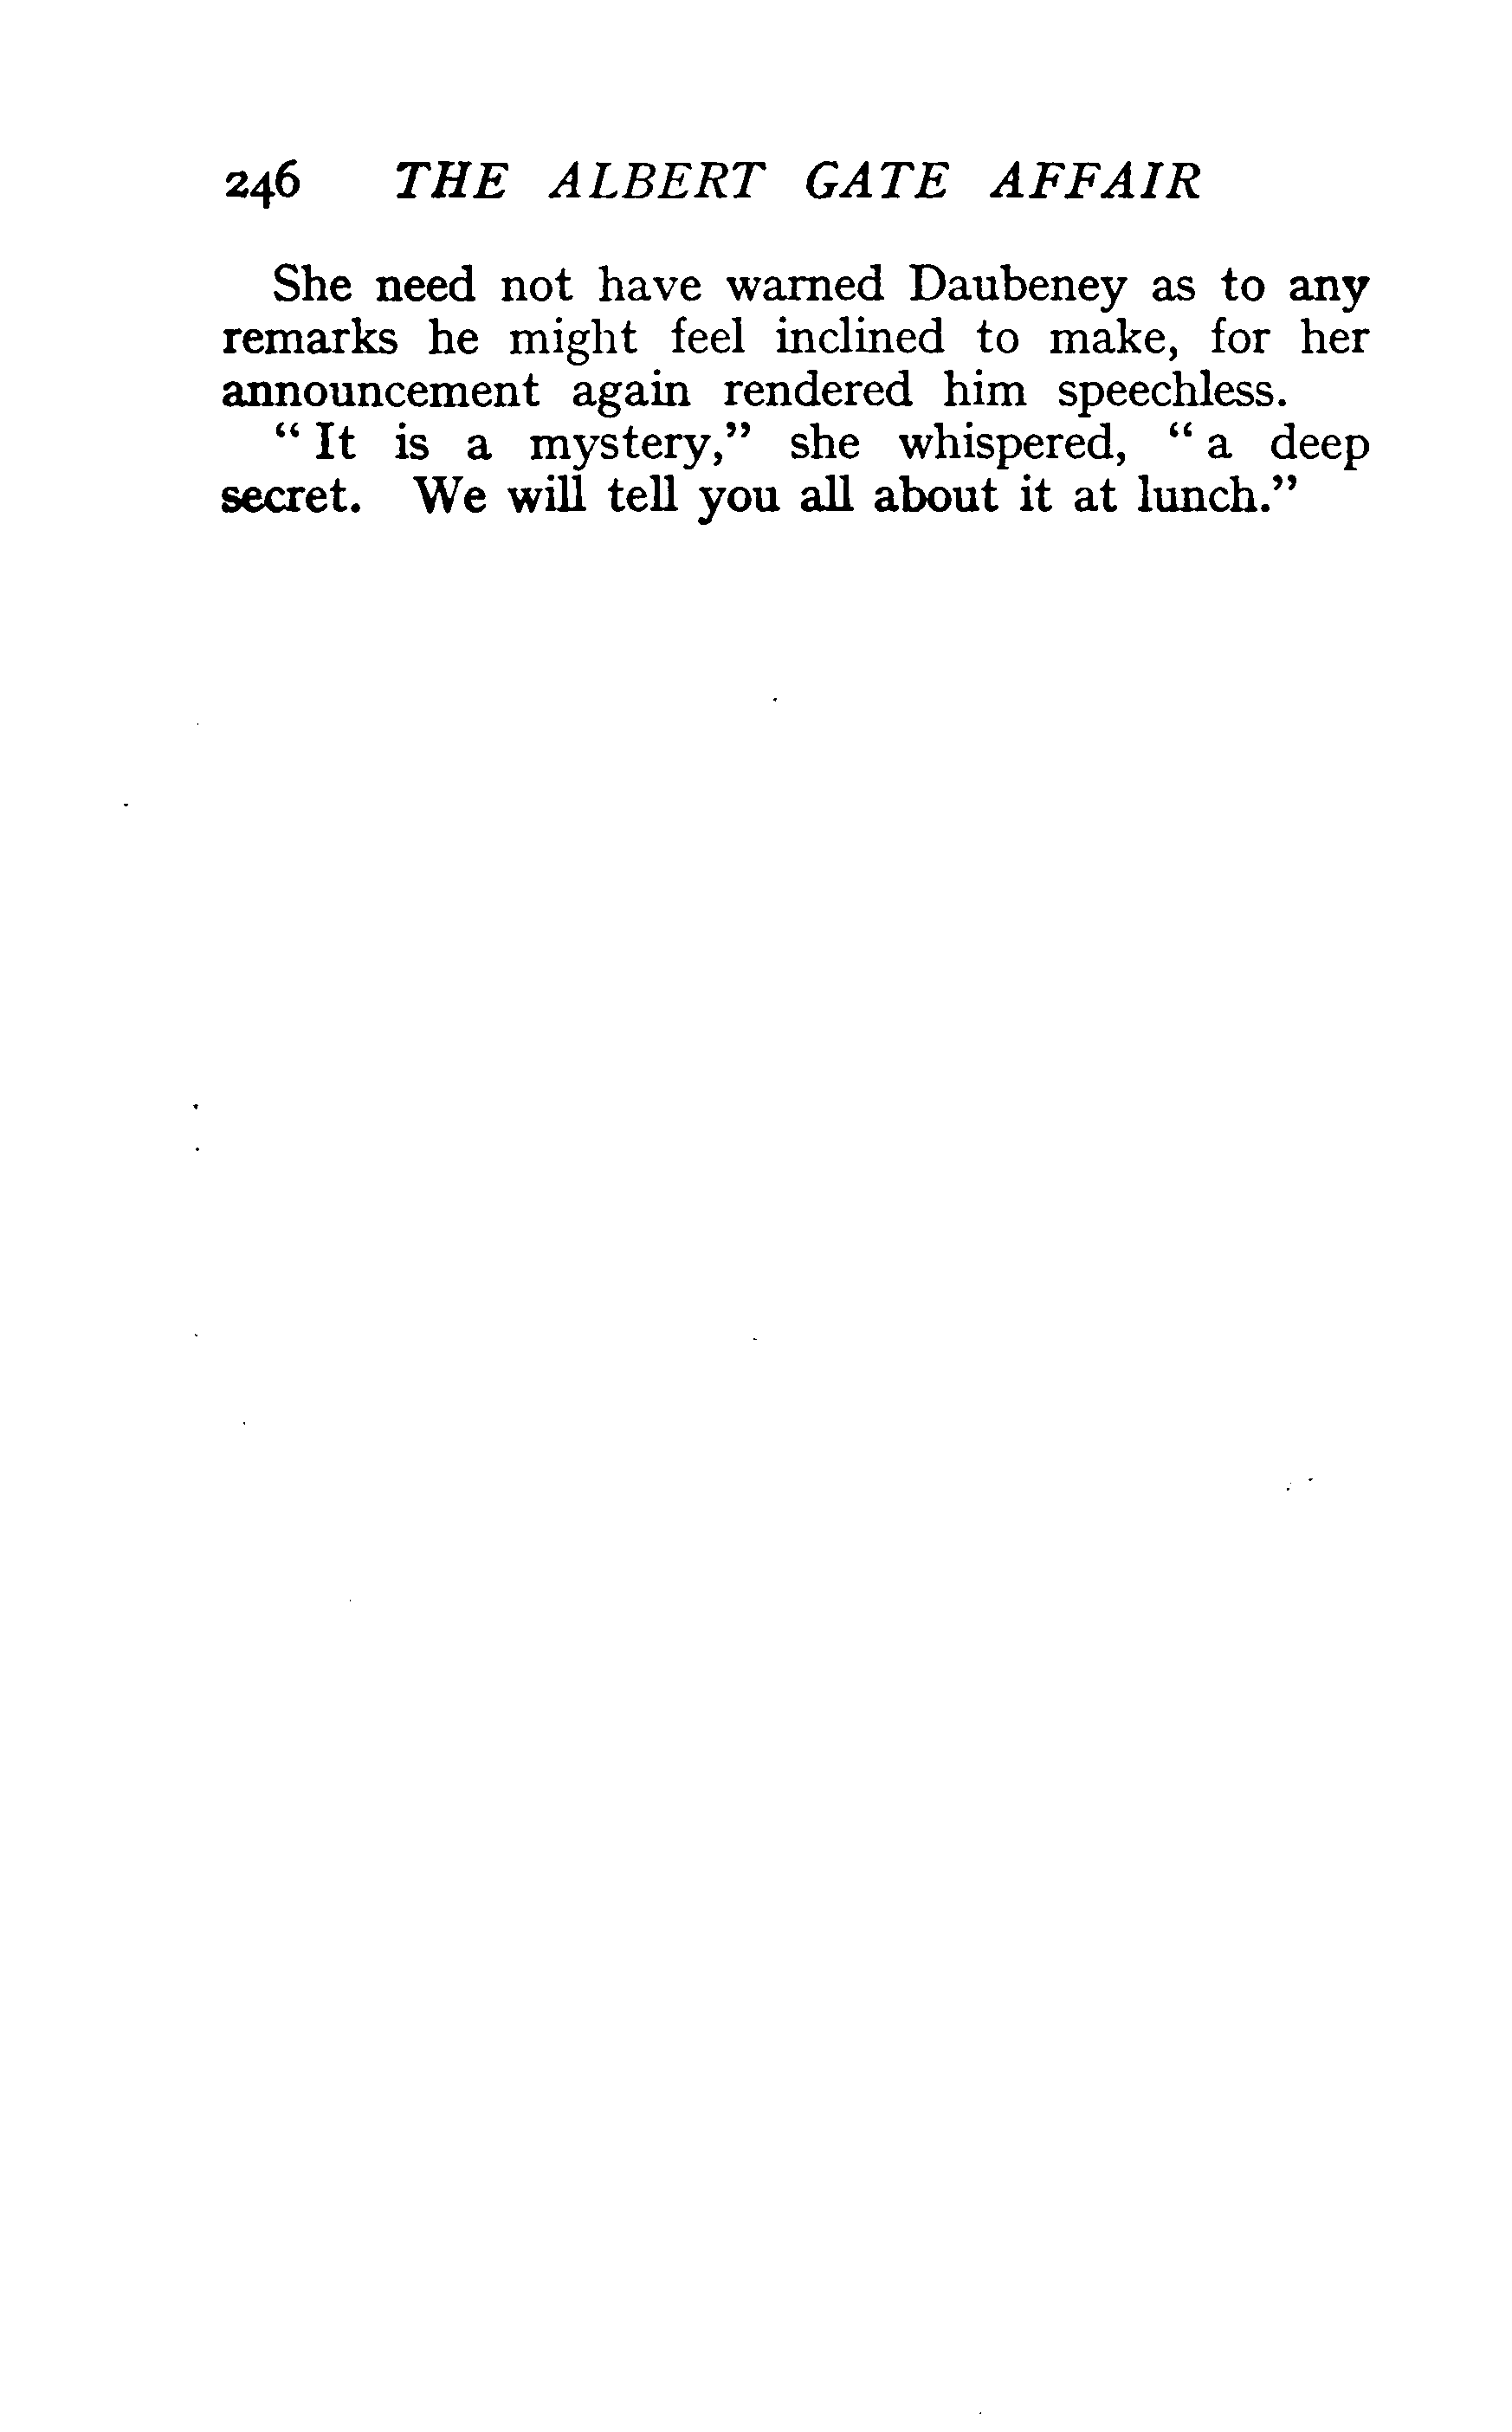 246 THE ALBERT GATE AFFAIR
She need not have warned Daubeney as to any
remarks he might feel inclined to make, for her
announcement again rendered him speechless.
“ It is a mystery,” she whispered, “ a deep
secret. We will tell you all about it at lunch.”